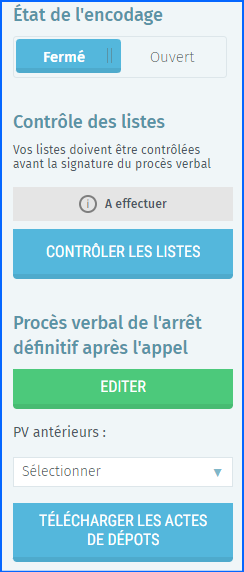 État de l'encodage
Fermé Ouvert
Contrôle des listes
Vos listes doivent être contrôlées
avant la signature du procès verbal
i A effectuer
CONTRÔLER LES LISTES
Procès verbal de l'arrêt
définitif après l'appel
EDITER
PV antérieurs :
Sélectionner
TÉLÉCHARGER LES ACTES
DE DÉPOTS